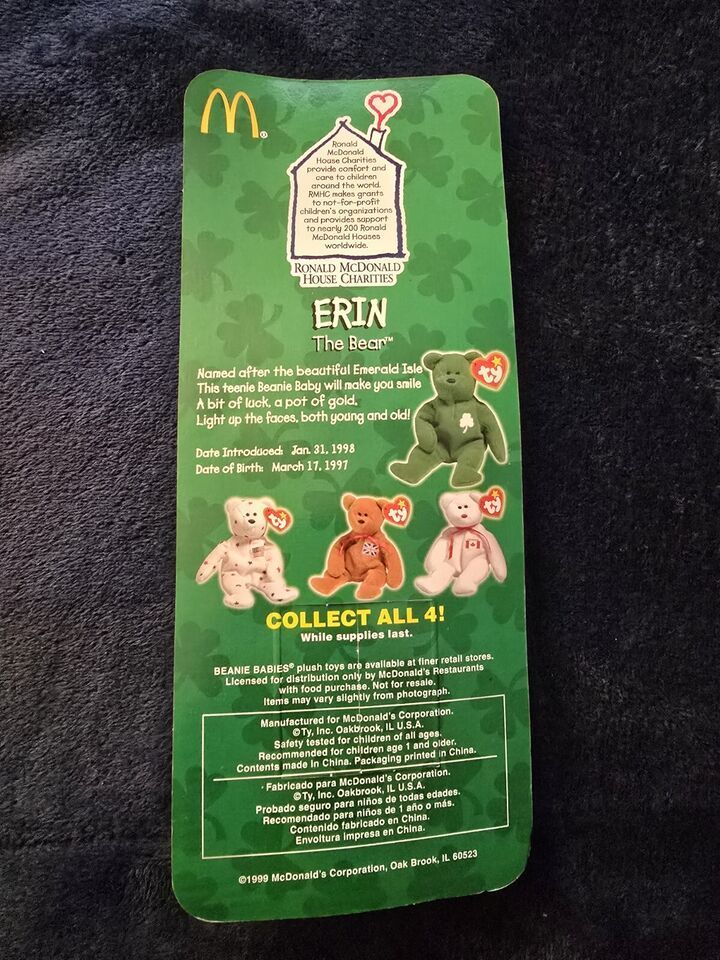 M®
Ronald
McDonald
House Charities
provide comfort and
care to children
around the world.
RMHC makes grants
to not-for-profit
children's organizations
and provides support
to nearly 200 Ronald
McDonald Houses
worldwide.
RONALD MCDONALD
HOUSE CHARITIES
ERIN
The Bear™
Named after the beautiful Emerald Isle
This teenie Beanie Baby will make you smile
A bit of luck, a pot of gold,
Light up the faces, both young and old!
ty
Date Introduced: Jan. 31, 1998
Date of Birth: March 17, 1997
ty
ty
ty
COLLECT ALL 4!
While supplies last.
BEANIE BABIES® plush toys are available at finer retail stores.
Licensed for distribution only by McDonald's Restaurants
with food purchase. Not for resale.
Items may vary slightly from photograph.
Manufactured for McDonald's Corporation.
©Ty, Inc. Oakbrook, IL U.S.A.
Safety tested for children of all ages.
Recommended for children age 1 and older.
Contents made in China. Packaging printed in China.
Fabricado para McDonald's Corporation.
©Ty, Inc. Oakbrook, IL U.S.A.
Probado seguro para niños de todas edades.
Recomendado para niños de 1 año o más.
Contenido fabricado en China.
Envoltura impresa en China.
©1999 McDonald's Corporation, Oak Brook, IL 60523